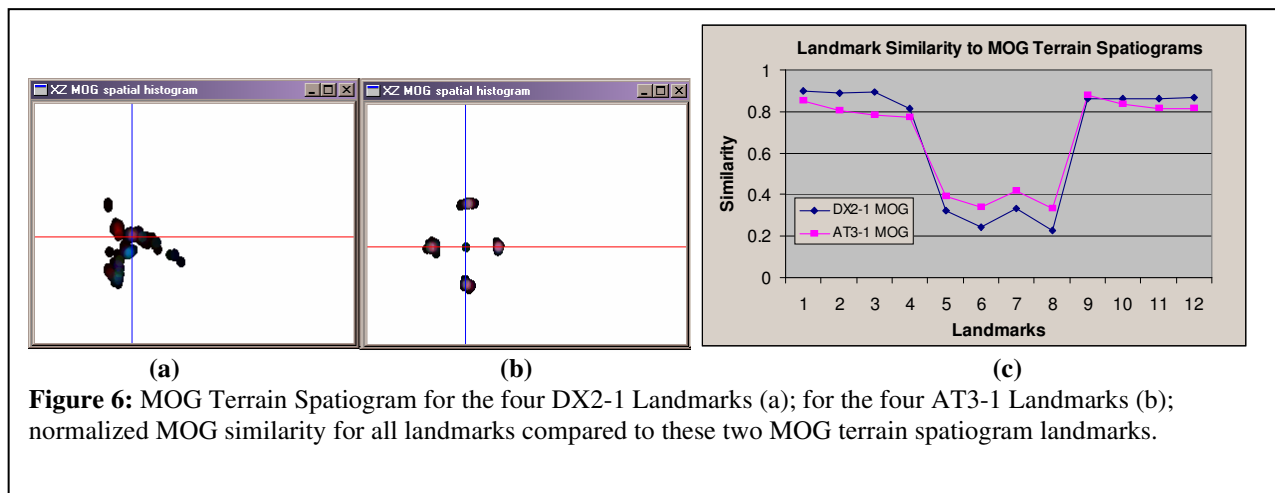 XZ MOG spatial histogram
XZ MOG spatial histogram
Landmark Similarity to MOG Terrain Spatiograms
1
0.8
0.6
0.4
0.2
0
Similarity
DX2-1 MOG
AT3-1 MOG
1 2 3 4 5 6 7 8 9 10 11 12
Landmarks
(a) (b) (c)
Figure 6: MOG Terrain Spatiogram for the four DX2-1 Landmarks (a); for the four AT3-1 Landmarks (b);
normalized MOG similarity for all landmarks compared to these two MOG terrain spatiogram landmarks.